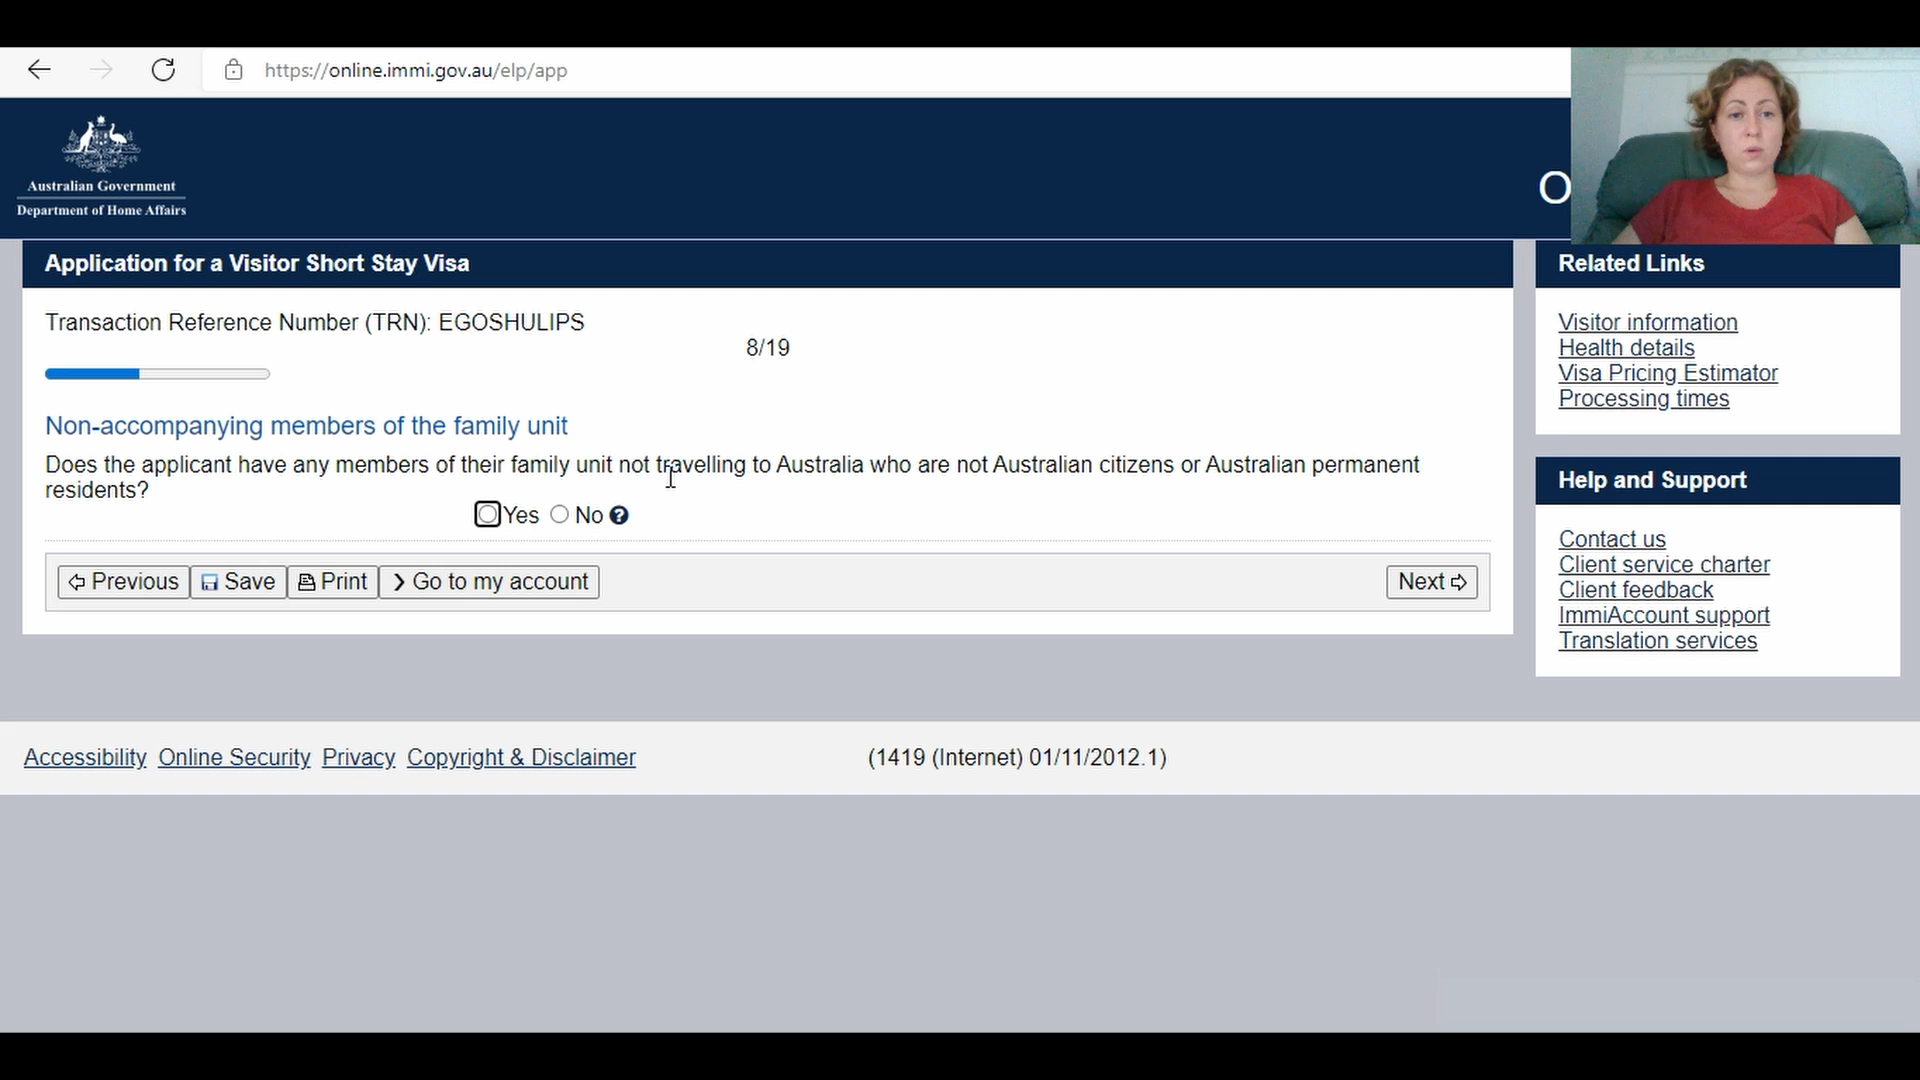 https://online.immi.gov.au/elp/app
Australian Government
Department of Home Affairs
O
Application for a Visitor Short Stay Visa
Transaction Reference Number (TRN): EGOSHULIPS
8/19
Non-accompanying members of the family unit
Does the applicant have any members of their family unit not travelling to Australia who are not Australian citizens or Australian permanent
residents?
Yes No ?
Previous Save Print Go to my account Next
Related Links
Visitor information
Health details
Visa Pricing Estimator
Processing times
Help and Support
Contact us
Client service charter
Client feedback
ImmiAccount support
Translation services
Accessibility Online Security Privacy Copyright & Disclaimer (1419 (Internet) 01/11/2012.1)